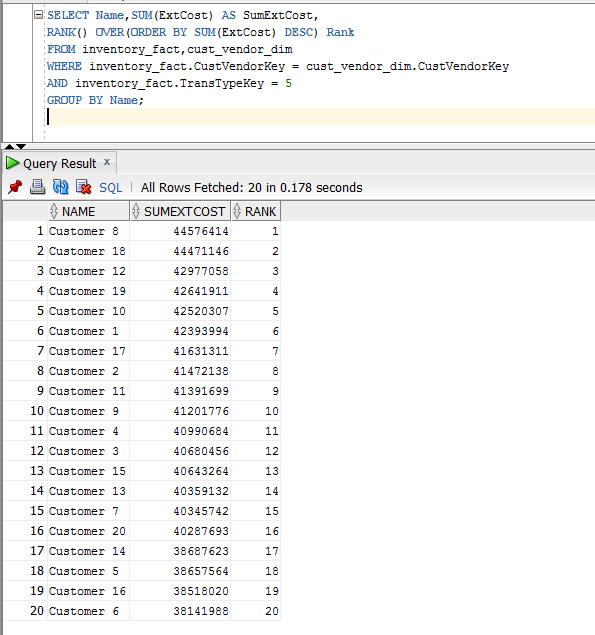 SELECT Name,SUM(ExtCost) AS SumExtCost,
RANK() OVER(ORDER BY SUM(ExtCost) DESC) Rank
FROM inventory_fact,cust_vendor_dim
WHERE inventory_fact.CustVendorKey = cust_vendor_dim.CustVendorKey
AND inventory_fact.TransTypeKey = 5
GROUP BY Name;
Query Result x
SQL | All Rows Fetched: 20 in 0.178 seconds
NAME SUMEXTCOST RANK
1 Customer 8 44576414 1
2 Customer 18 44471146 2
3 Customer 12 42977058 3
4 Customer 19 42641911 4
5 Customer 10 42520307 5
6 Customer 1 42393994 6
7 Customer 17 41631311 7
8 Customer 2 41472138 8
9 Customer 11 41391699 9
10 Customer 9 41201776 10
11 Customer 4 40990684 11
12 Customer 3 40680456 12
13 Customer 15 40643264 13
14 Customer 13 40359132 14
15 Customer 7 40345742 15
16 Customer 20 40287693 16
17 Customer 14 38687623 17
18 Customer 5 38657564 18
19 Customer 16 38518020 19
20 Customer 6 38141988 20